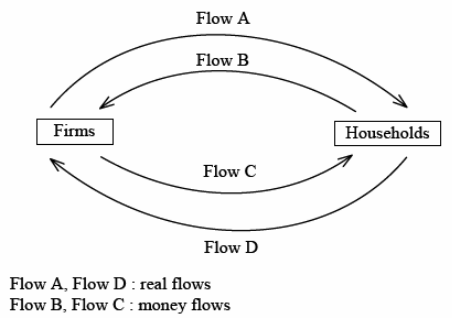 Flow A
Flow B
Firms
Households
Flow C
Flow D
Flow A, Flow D : real flows
Flow B, Flow C : money flows